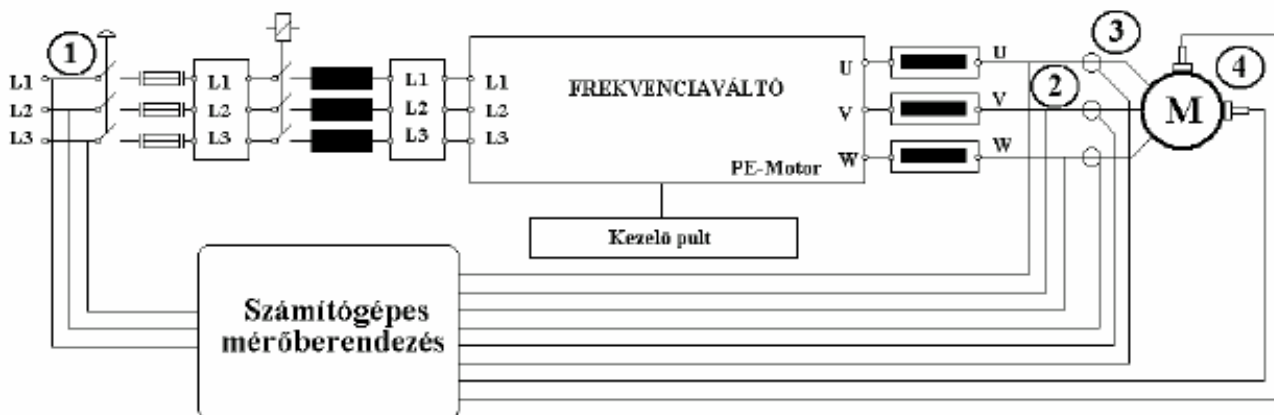 1
L1
L2
L3
L1
L2
L3
L1
L2
L3
L1
L2
L3
FREKVENCIAVÁLTÓ
PE-Motor
U
V
W
U
V
W
2
3
4
M
Kezelő pult
Számítógépes
mérőberendezés